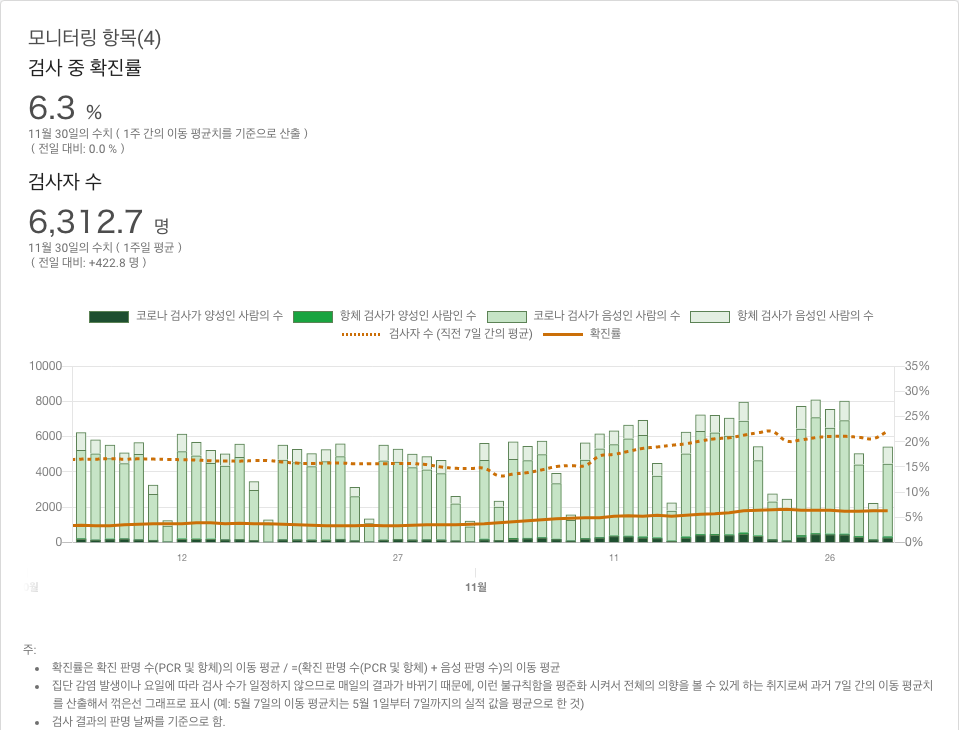 모니터링 항목(4)
검사 중 확진률
6.3 %
11월 30일의 수치 ( 1주 간의 이동 평균치를 기준으로 산출 )
( 전일 대비: 0.0 % )
검사자 수
6,312.7 명
11월 30일의 수치 ( 1주일 평균 )
( 전일 대비: +422.8 명 )
코로나 검사가 양성인 사람의 수 항체 검사가 양성인 사람인 수 코로나 검사가 음성인 사람의 수 항체 검사가 음성인 사람의 수
검사자 수 (직전 7일 간의 평균) 확진률
10000 35%
30%
8000
25%
6000 20%
4000 15%
10%
2000
5%
0 0%
12 27 11 26
11월
주:
확진률은 확진 판명 수(PCR 및 항체)의 이동 평균 / =(확진 판명 수(PCR 및 항체) + 음성 판명 수)의 이동 평균
집단 감염 발생이나 요일에 따라 검사 수가 일정하지 않으므로 매일의 결과가 바뀌기 때문에, 이런 불규칙함을 평준화 시켜서 전체의 의향을 볼 수 있게 하는 취지로써 과거 7일 간의 이동 평균치
를 산출해서 꺾은선 그래프로 표시 (예: 5월 7일의 이동 평균치는 5월 1일부터 7일까지의 실적 값을 평균으로 한 것)
검사 결과의 판명 날짜를 기준으로 함.